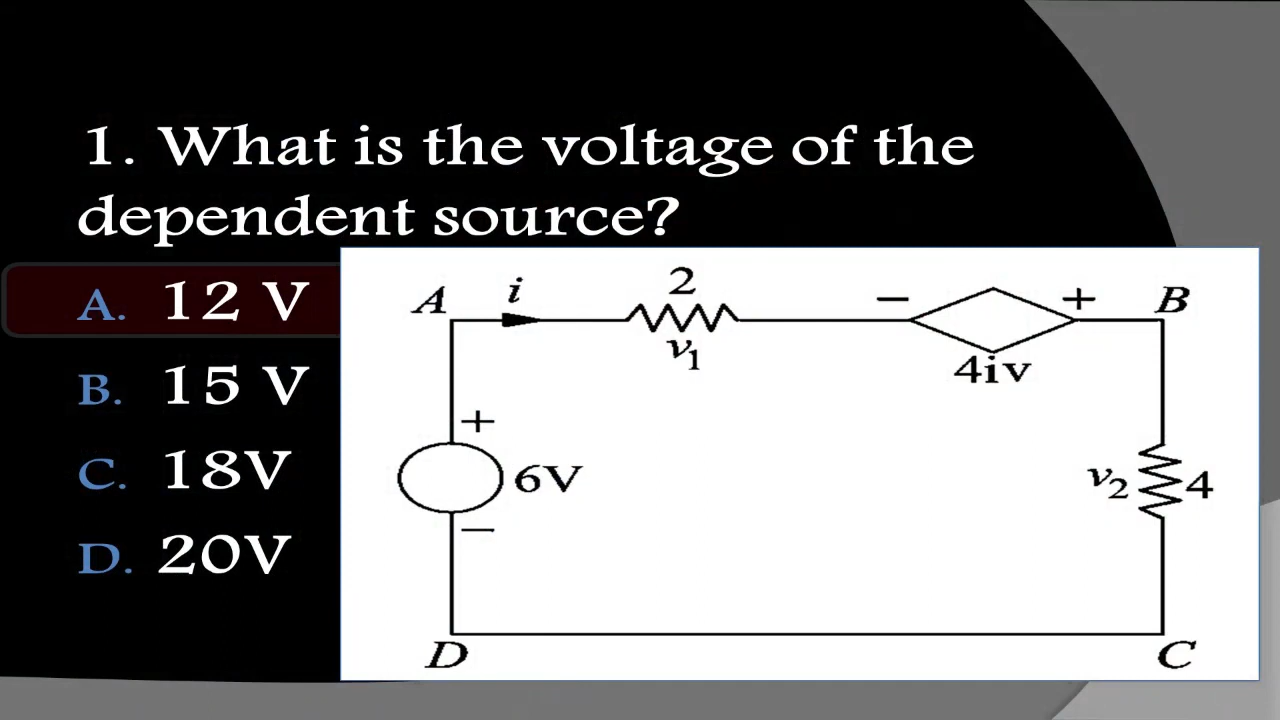 1. What is the voltage of the
dependent source?
A. 12 V
B. 15 V
C. 18V
D. 20V
A i 2 − + B
v1 4iv
+
6V v2 4
−
D C